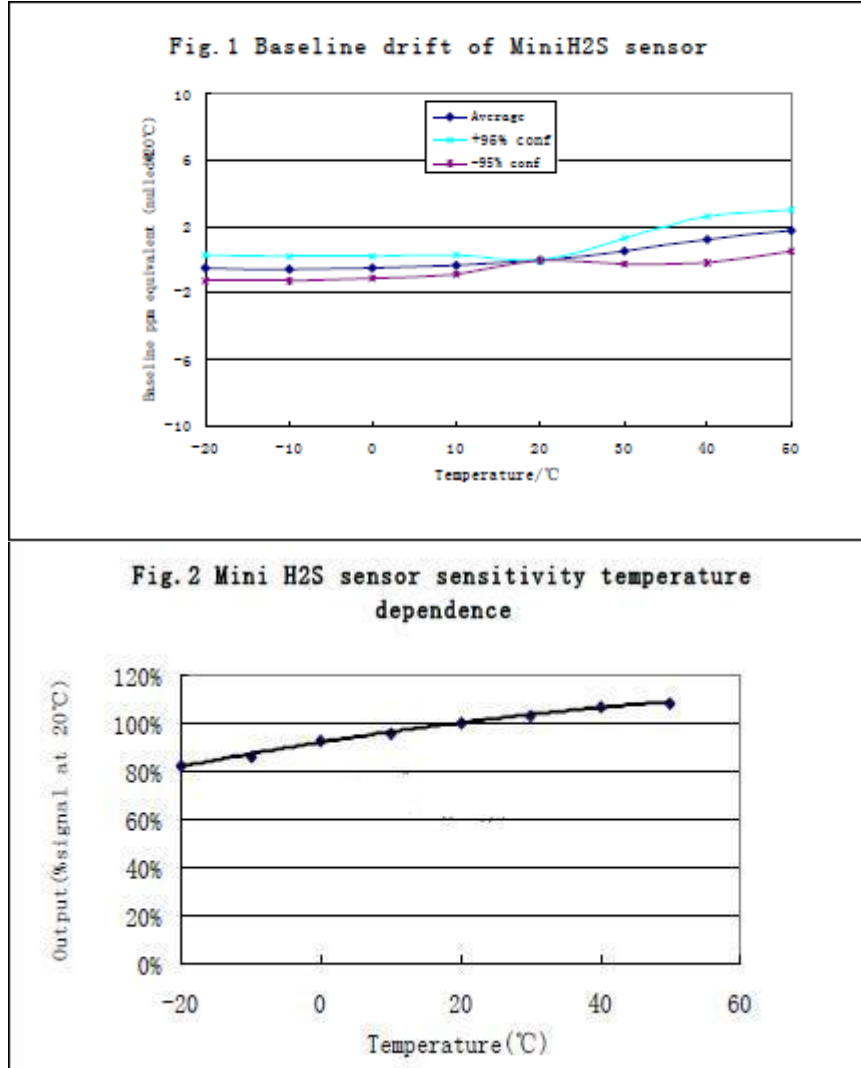 Fig.1 Baseline drift of MiniH2S sensor
Baseline ppm equivalent (nulled@20℃)
10
6
2
-2
-6
-10
Average
+95% conf
-95% conf
-20 -10 0 10 20 30 40 50
Temperature/℃
Fig.2 Mini H2S sensor sensitivity temperature
dependence
Output(%signal at 20℃)
120%
100%
80%
60%
40%
20%
0%
-20 0 20 40 60
Temperature(℃)